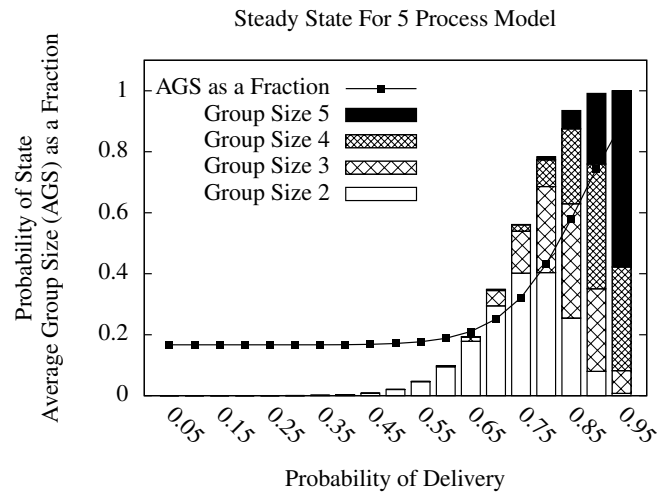 Steady State For 5 Process Model
Probability of State
Average Group Size (AGS) as a Fraction
1
0.8
0.6
0.4
0.2
0
AGS as a Fraction
Group Size 5
Group Size 4
Group Size 3
Group Size 2
0.05 0.15 0.25 0.35 0.45 0.55 0.65 0.75 0.85 0.95
Probability of Delivery